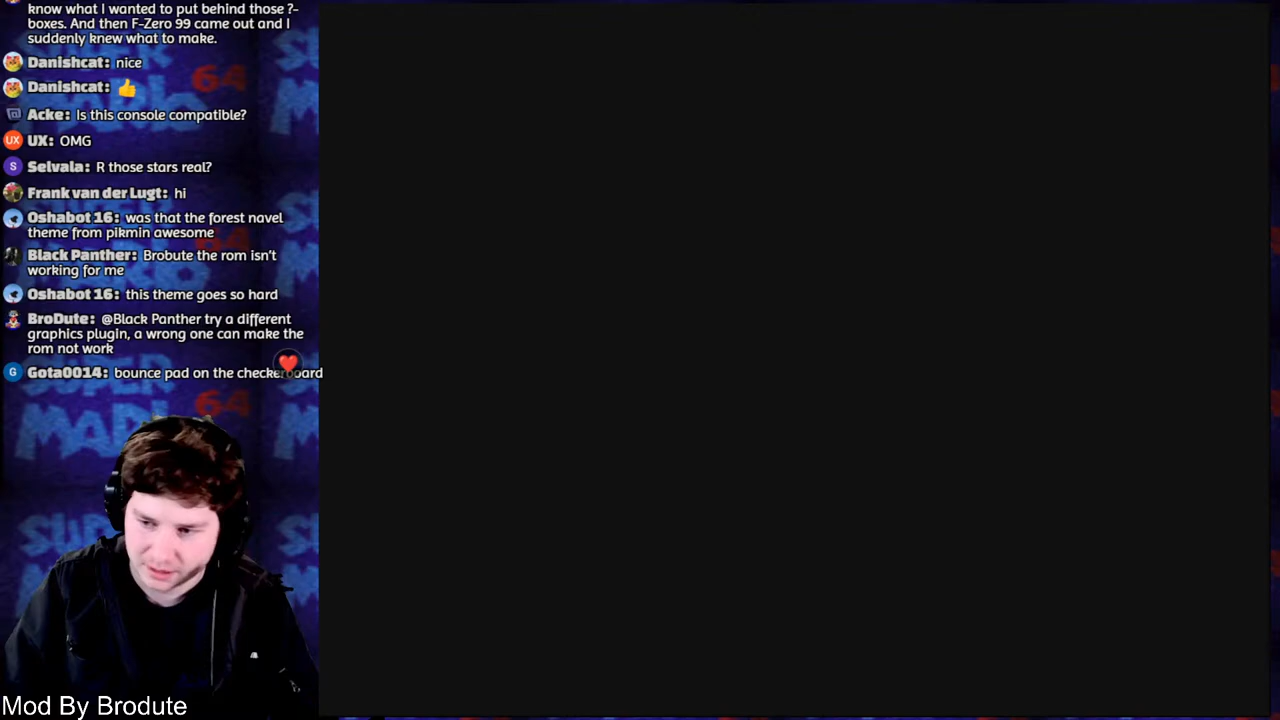 know what I wanted to put behind those ?-
boxes. And then F-Zero 99 came out and I
suddenly knew what to make.
Danishcat: nice
Danishcat: 👍
Acke: Is this console compatible?
UX UX: OMG
S Selvala: R those stars real?
Frank van der Lugt: hi
Oshabot 16: was that the forest navel
theme from pikmin awesome
Black Panther: Brobute the rom isn't
working for me
Oshabot 16: this theme goes so hard
BroDute: @Black Panther try a different
graphics plugin, a wrong one can make the
rom not work
G Gota0014: bounce pad on the checkerboard
Mod By Brodute